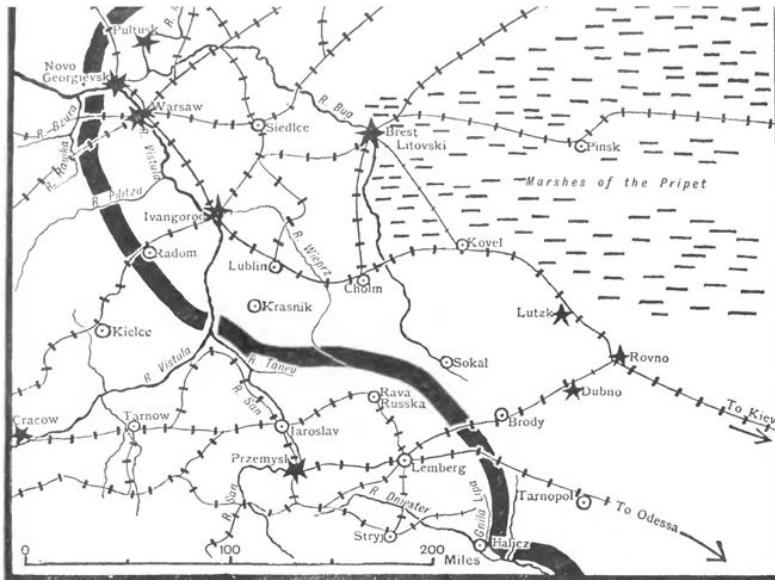 Pultusk
Novo
Georgievsk
Warsaw
R. Bzura
R. Rawka
R. Vistula
Siedlce
R. Bug
Brest
Litovski
Pinsk
Marshes of the Pripet
R. Pilitza
Ivangorod
Radom
Lublin
R. Wieprz
Cholm
Kovel
Krasnik
Lutzk
Kielce
Sokal
Rovno
R. Vistula
R. Tanev
R. San
Dubno
Rava
Russka
Cracow
Tarnow
Jaroslav
Brody
To Kiev
Przemysl
Lemberg
R. San
R. Dniester
Gnila
Lipa
Tarnopol
To Odessa
Stryj
Halicz
0 100 200
Miles